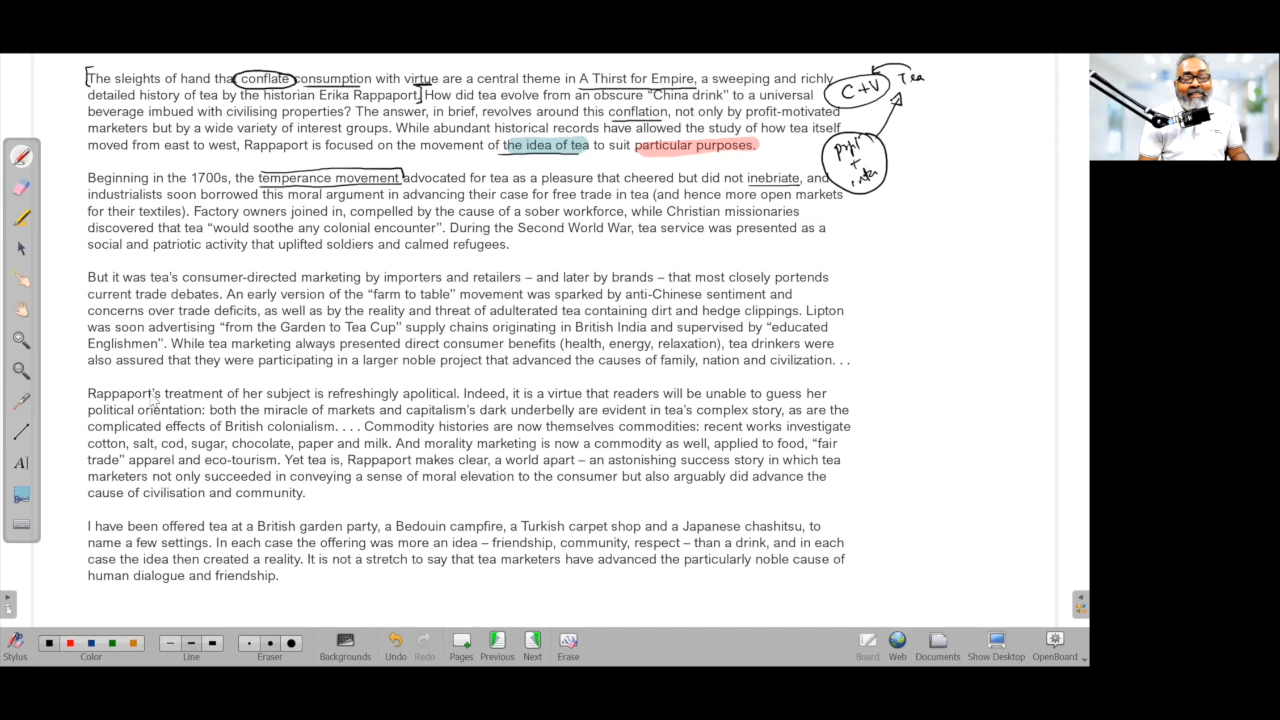 The sleights of hand that conflate consumption with virtue are a central theme in A Thirst for Empire, a sweeping and richly
detailed history of tea by the historian Erika Rappaport. How did tea evolve from an obscure “China drink” to a universal
beverage imbued with civilising properties? The answer, in brief, revolves around this conflation, not only by profit-motivated
marketers but by a wide variety of interest groups. While abundant historical records have allowed the study of how tea itself
moved from east to west, Rappaport is focused on the movement of the idea of tea to suit particular purposes.
Tea
C + V
Beginning in the 1700s, the temperance movement advocated for tea as a pleasure that cheered but did not inebriate, and
industrialists soon borrowed this moral argument in advancing their case for free trade in tea (and hence more open markets
for their textiles). Factory owners joined in, compelled by the cause of a sober workforce, while Christian missionaries
discovered that tea “would soothe any colonial encounter”. During the Second World War, tea service was presented as a
social and patriotic activity that uplifted soldiers and calmed refugees.
But it was tea’s consumer-directed marketing by importers and retailers – and later by brands – that most closely portends
current trade debates. An early version of the “farm to table” movement was sparked by anti-Chinese sentiment and
concerns over trade deficits, as well as by the reality and threat of adulterated tea containing dirt and hedge clippings. Lipton
was soon advertising “from the Garden to Tea Cup” supply chains originating in British India and supervised by “educated
Englishmen”. While tea marketing always presented direct consumer benefits (health, energy, relaxation), tea drinkers were
also assured that they were participating in a larger noble project that advanced the causes of family, nation and civilization. . .
Rappaport’s treatment of her subject is refreshingly apolitical. Indeed, it is a virtue that readers will be unable to guess her
political orientation: both the miracle of markets and capitalism’s dark underbelly are evident in tea’s complex story, as are the
complicated effects of British colonialism. . . . Commodity histories are now themselves commodities: recent works investigate
cotton, salt, cod, sugar, chocolate, paper and milk. And morality marketing is now a commodity as well, applied to food, “fair
trade” apparel and eco-tourism. Yet tea is, Rappaport makes clear, a world apart – an astonishing success story in which tea
marketers not only succeeded in conveying a sense of moral elevation to the consumer but also arguably did advance the
cause of civilisation and community.
I have been offered tea at a British garden party, a Bedouin campfire, a Turkish carpet shop and a Japanese chashitsu, to
name a few settings. In each case the offering was more an idea – friendship, community, respect – than a drink, and in each
case the idea then created a reality. It is not a stretch to say that tea marketers have advanced the particularly noble cause of
human dialogue and friendship.
Stylus Color Line Eraser Backgrounds Undo Redo Pages Previous Next Erase Board Web Documents Show Desktop OpenBoard